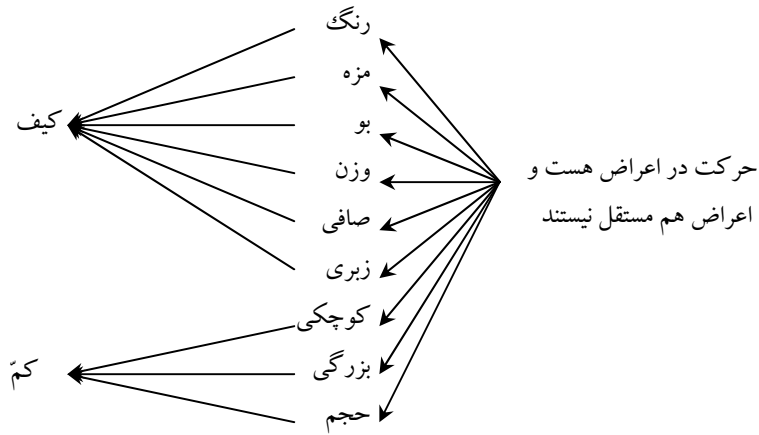 حرکت در اعراض هست و
اعراض هم مستقل نیستند
رنگ
مزه
بو
وزن
صافی
زبری
کوچکی
بزرگی
حجم
کیف
کمّ